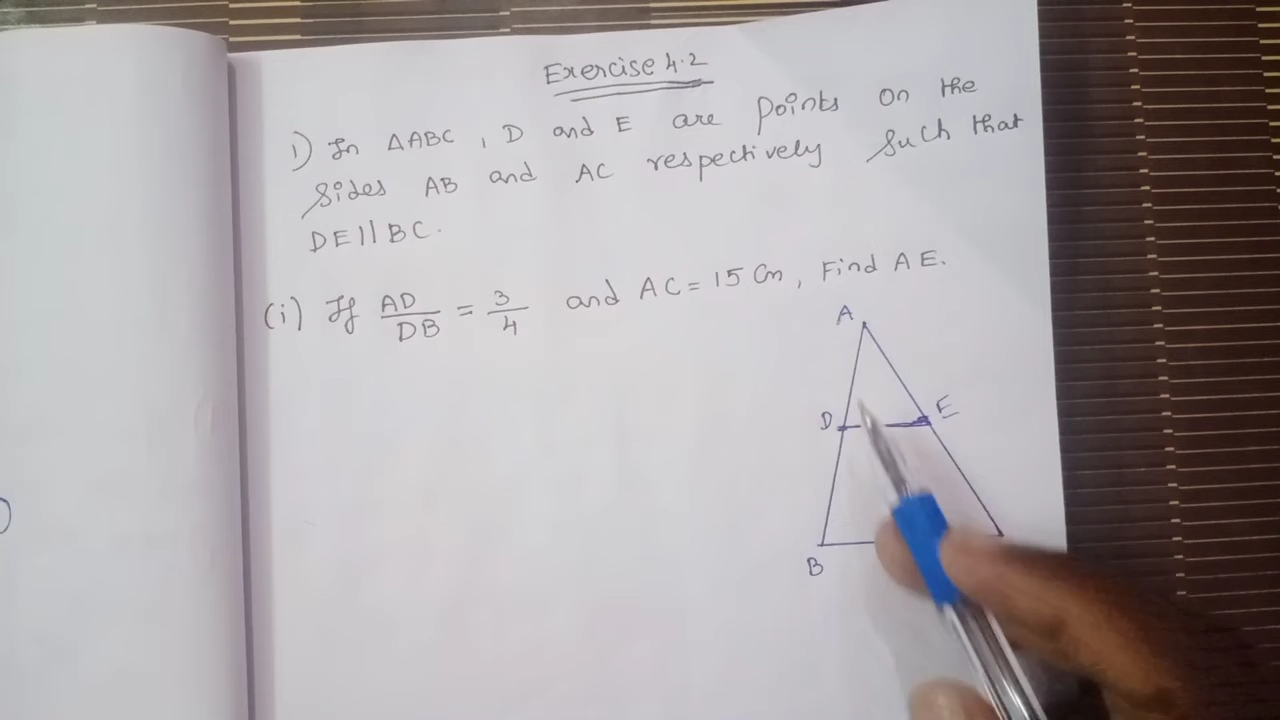 Exercise 4.2
1) In ΔABC, D and E are points on the
sides AB and AC respectively such that
DE||BC.
(i) If AD/DB = 3/4 and AC = 15 Cm, Find AE.
A
D E
B